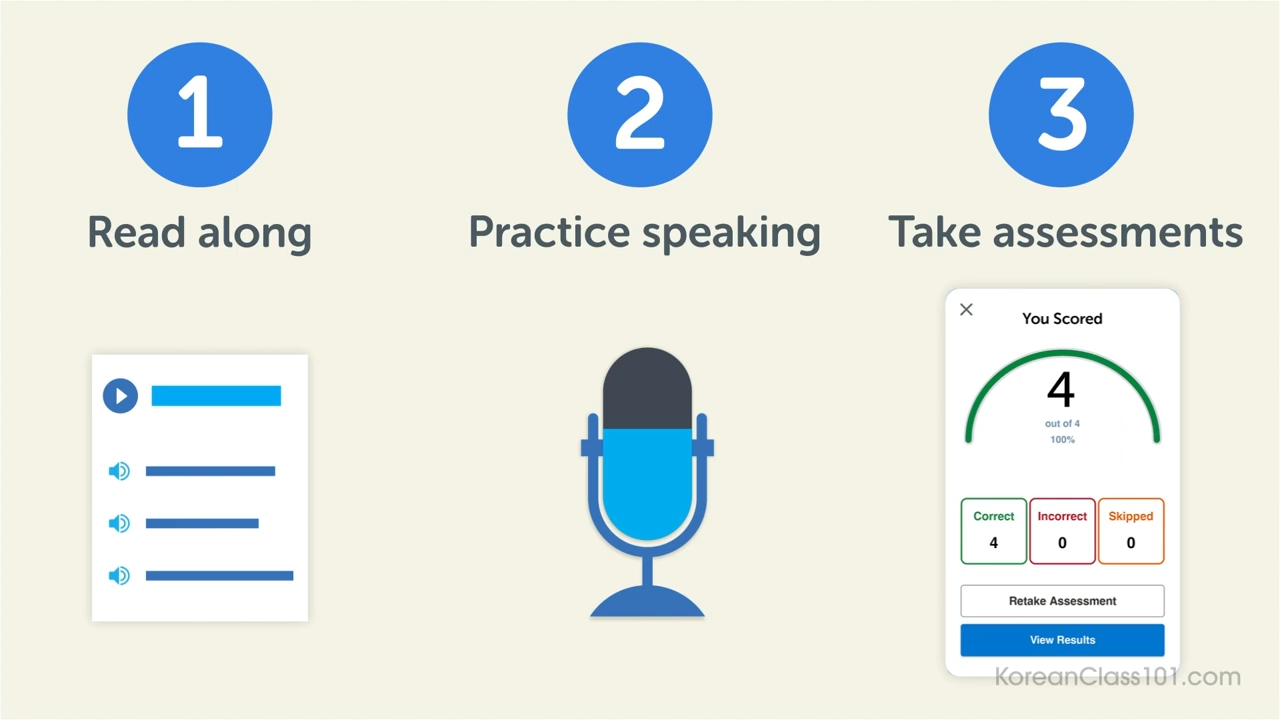 1
Read along
2
Practice speaking
3
Take assessments
You Scored
4
out of 4
100%
Correct
4
Incorrect
0
Skipped
0
Retake Assessment
View Results
KoreanClass101.com